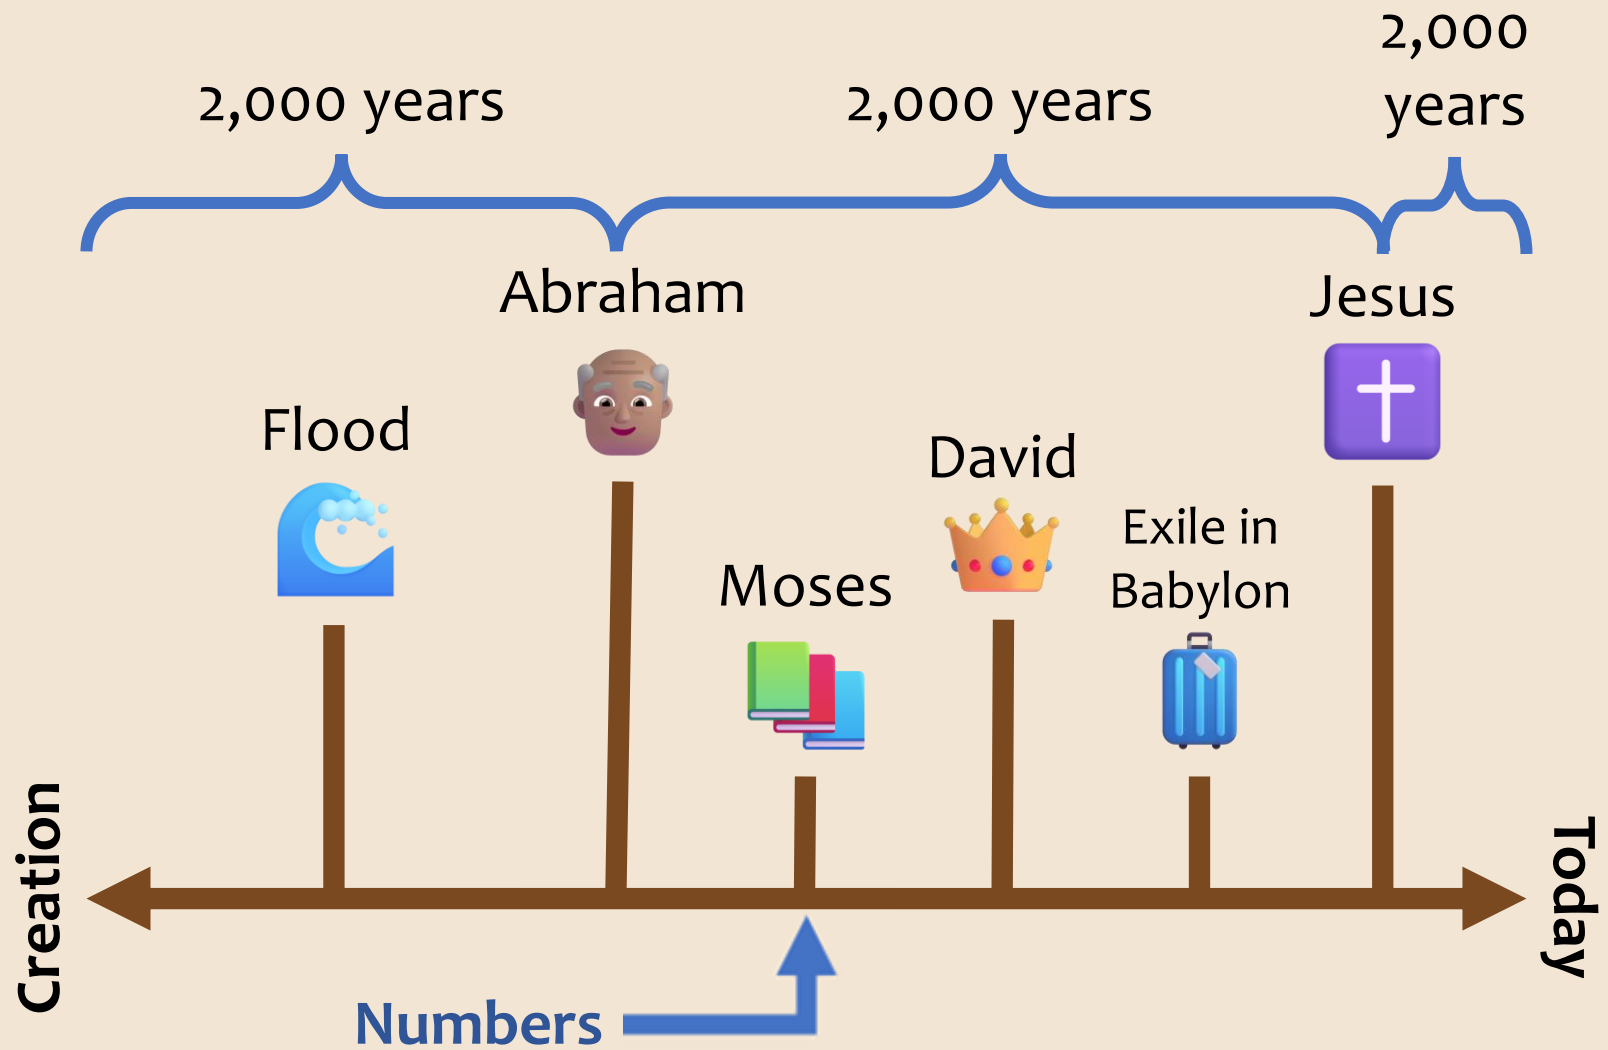 2,000
years
2,000 years
2,000 years
Abraham
Jesus
Flood
David
Exile in
Babylon
Moses
Creation
Today
Numbers